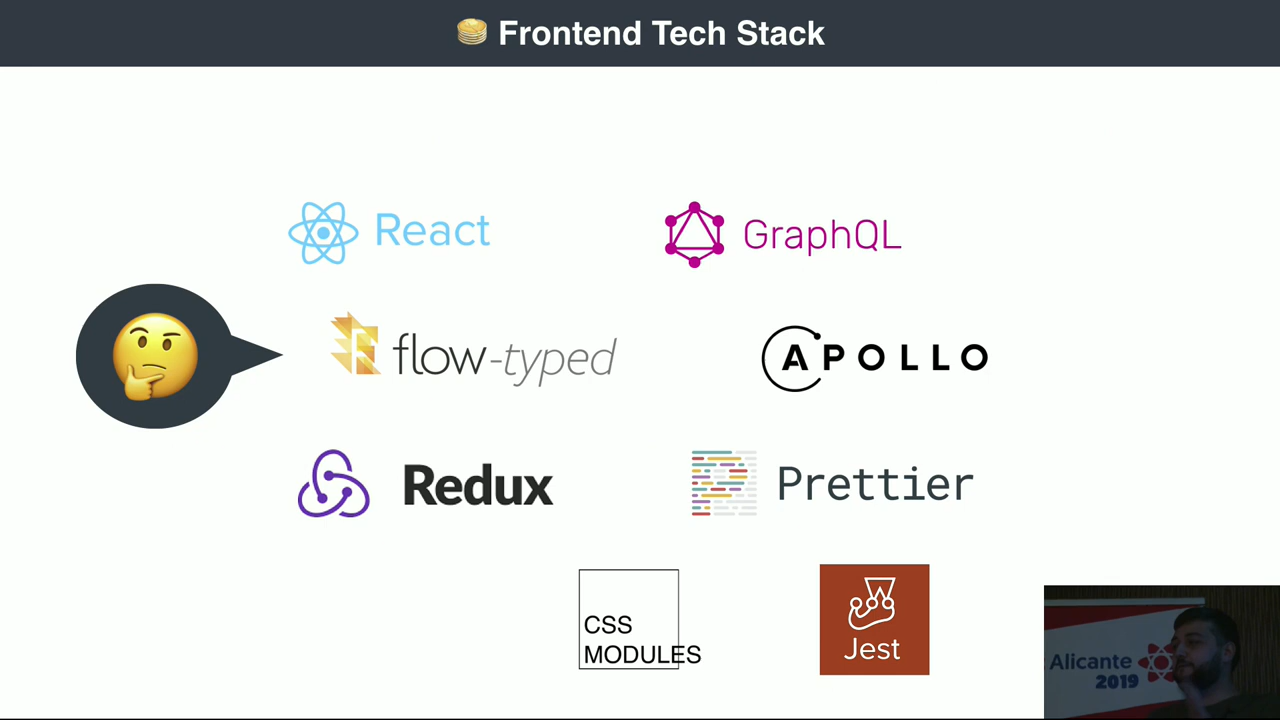 Frontend Tech Stack
React
GraphQL
flow-typed
APOLLO
Redux
Prettier
CSS
MODULES
Jest
Alicante
2019